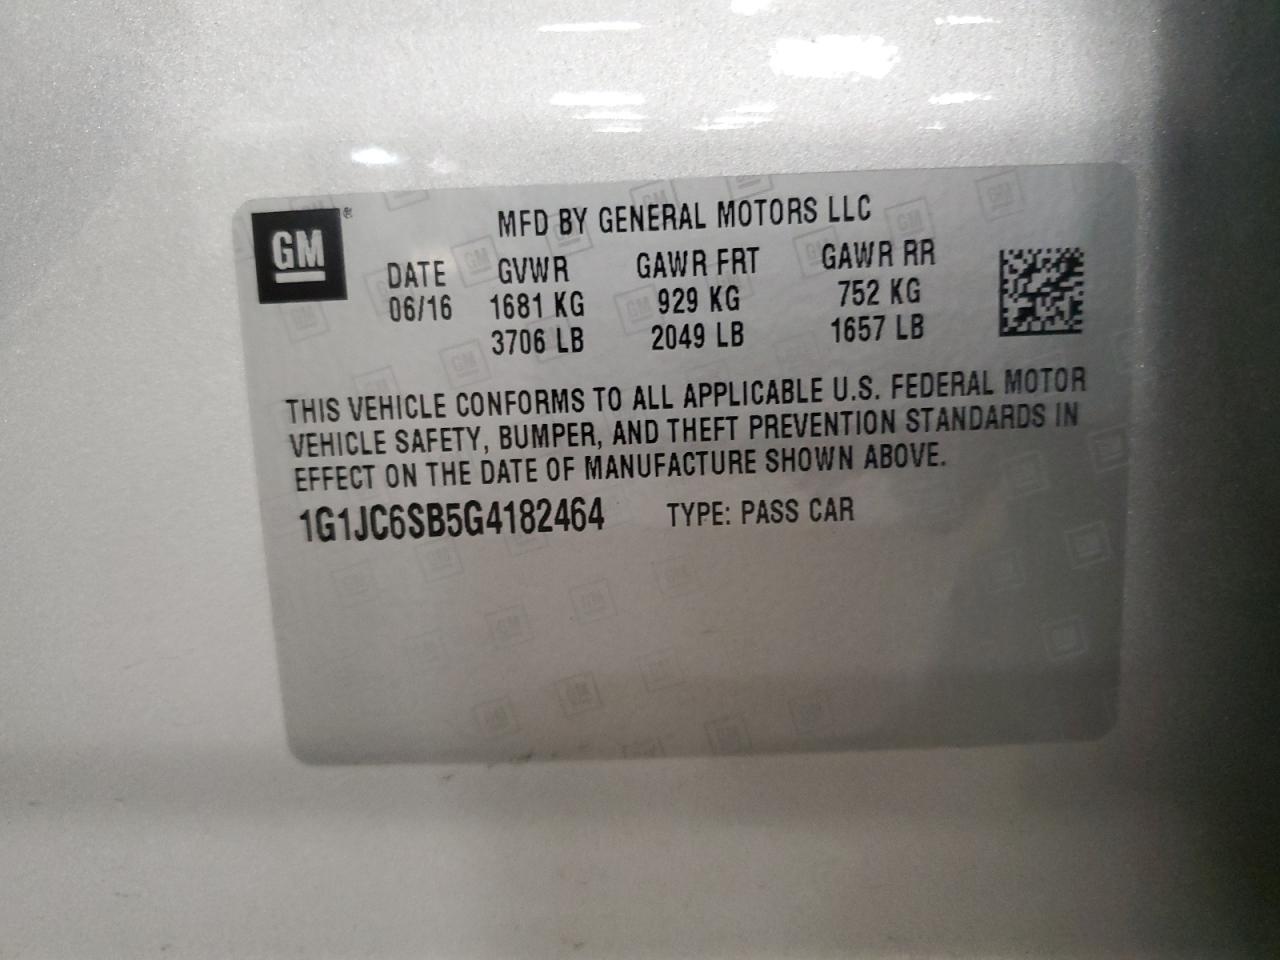 GM®
MFD BY GENERAL MOTORS LLC
DATE GVWR GAWR FRT GAWR RR
06/16 1681 KG 929 KG 752 KG
3706 LB 2049 LB 1657 LB
THIS VEHICLE CONFORMS TO ALL APPLICABLE U.S. FEDERAL MOTOR
VEHICLE SAFETY, BUMPER, AND THEFT PREVENTION STANDARDS IN
EFFECT ON THE DATE OF MANUFACTURE SHOWN ABOVE.
1G1JC6SB5G4182464 TYPE: PASS CAR